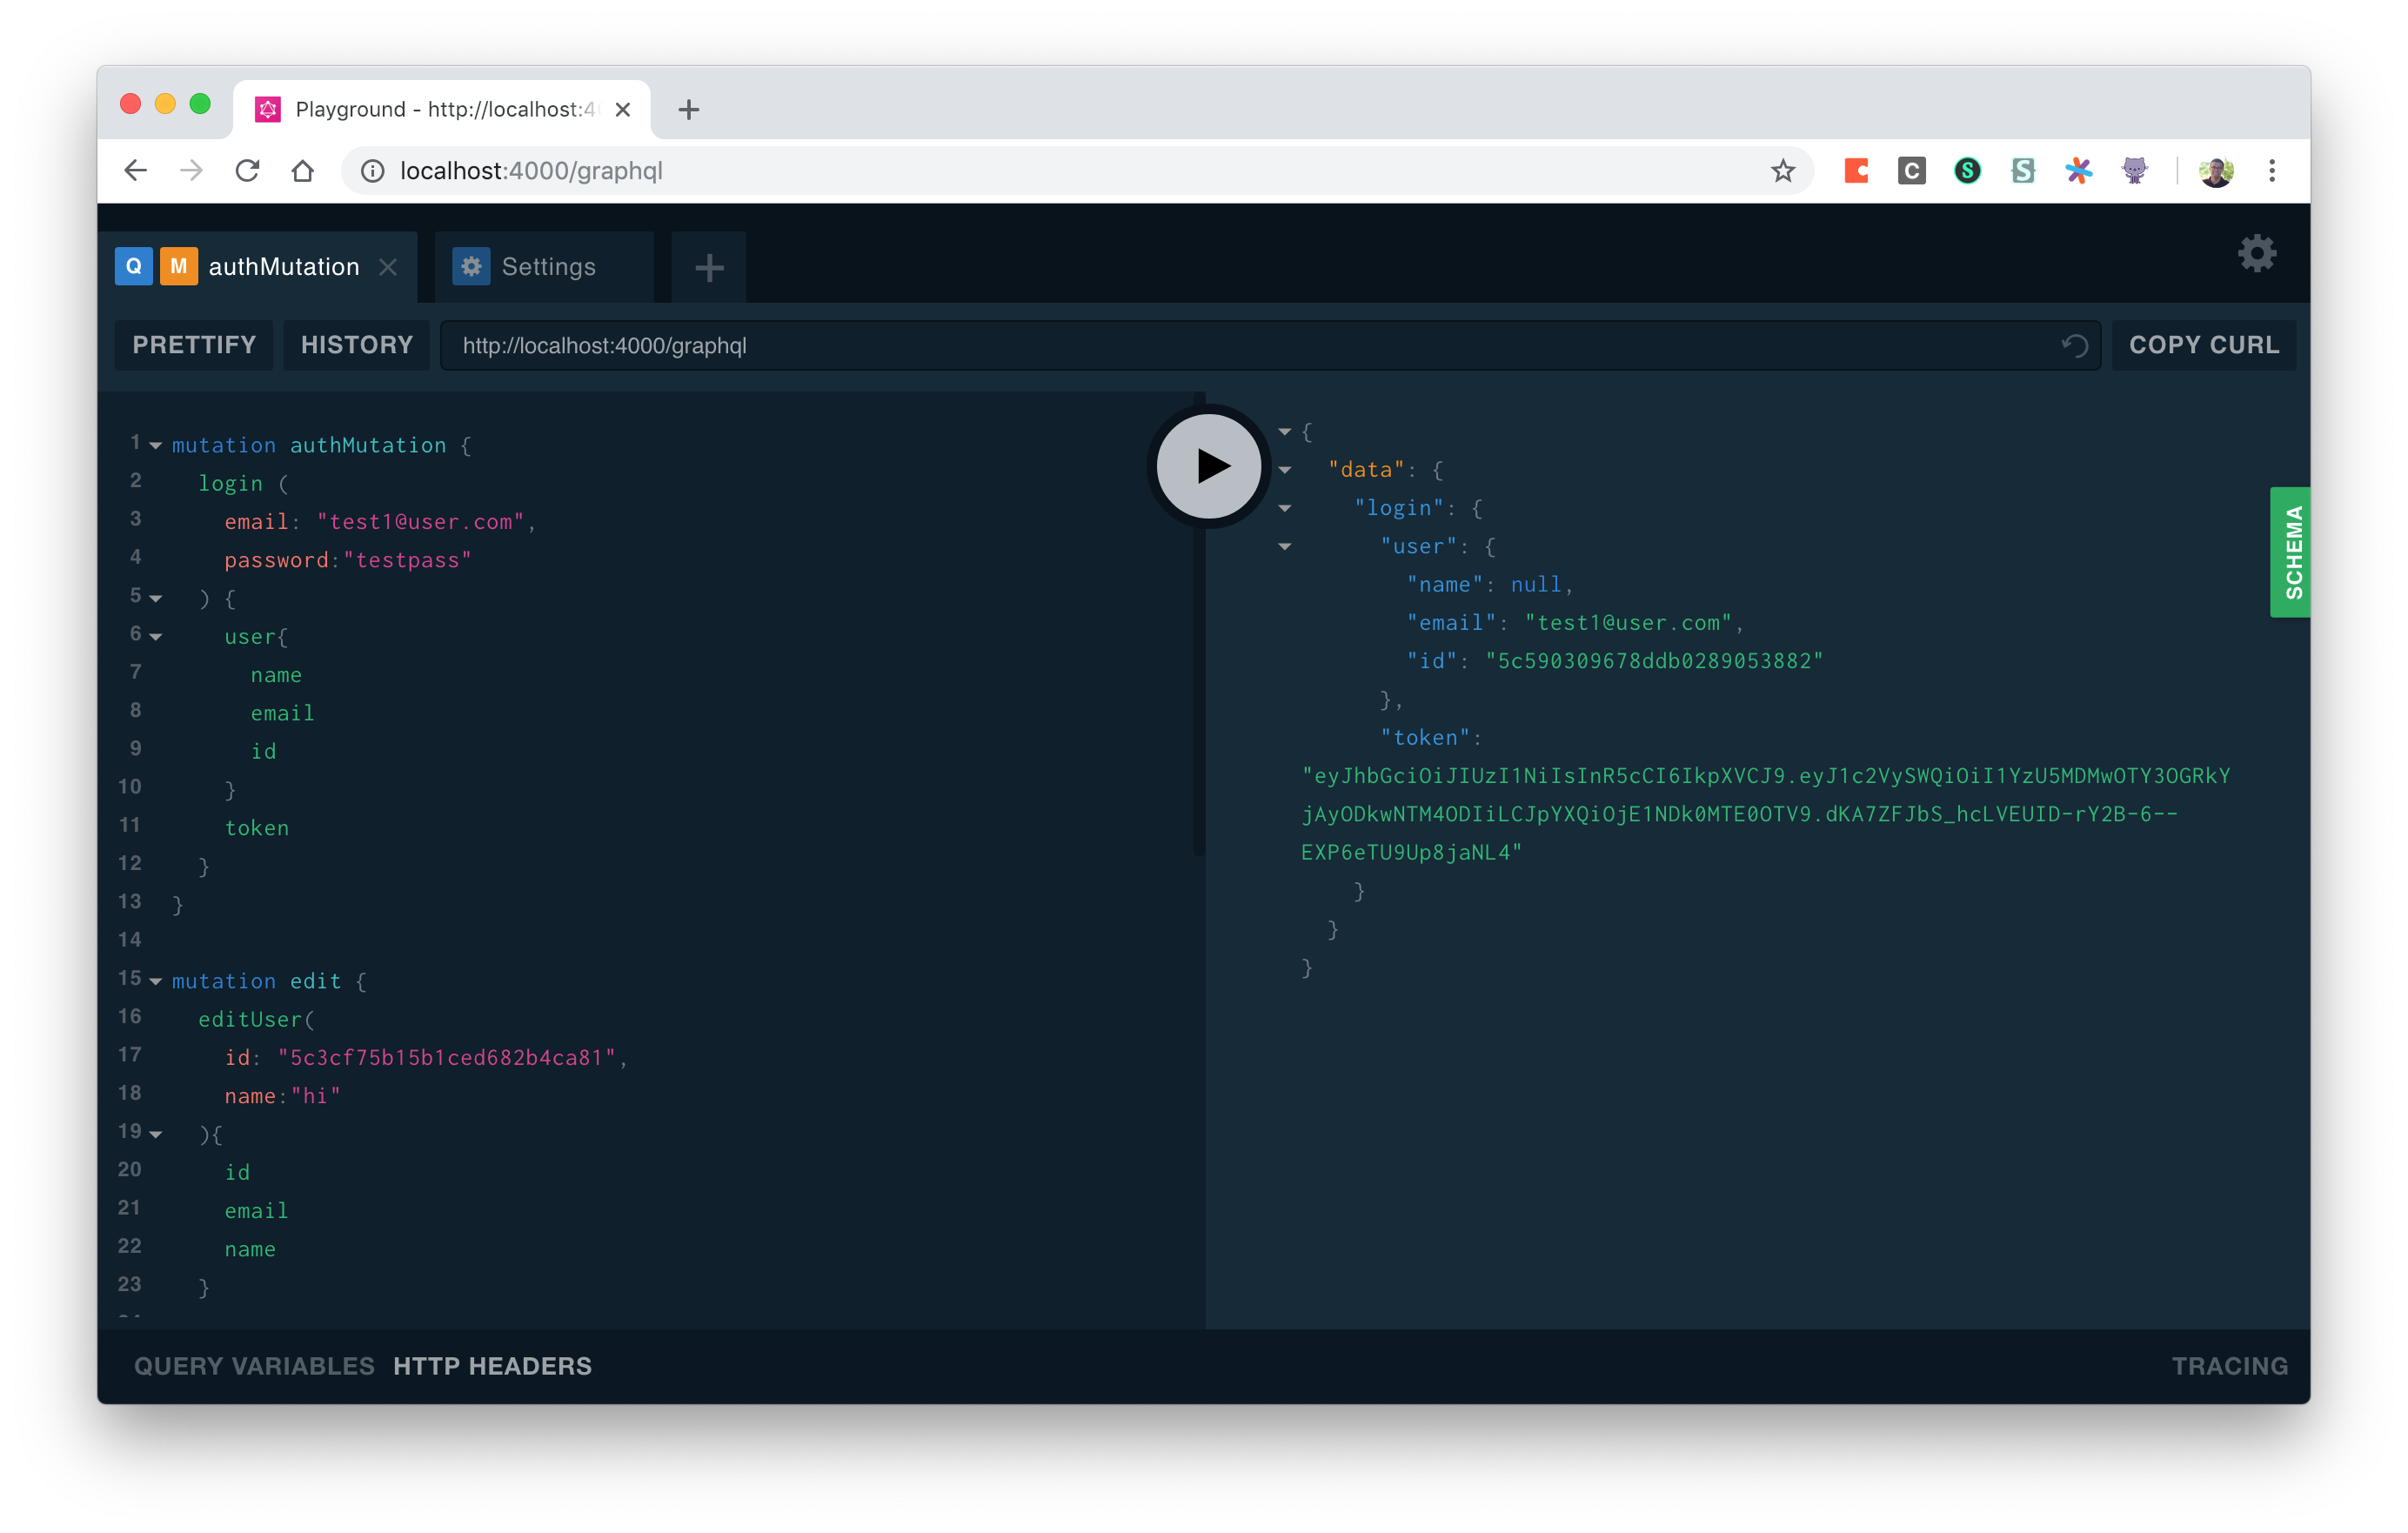 Playground - http://localhost:4
localhost:4000/graphql
Q M authMutation Settings
PRETTIFY HISTORY http://localhost:4000/graphql COPY CURL
1 mutation authMutation {
2 login (
3 email: "test1@user.com",
4 password:"testpass"
5 ) {
6 user{
7 name
8 email
9 id
10 }
11 token
12 }
13 }
14
15 mutation edit {
16 editUser(
17 id: "5c3cf75b15b1ced682b4ca81",
18 name:"hi"
19 ){
20 id
21 email
22 name
23 }
{
"data": {
"login": {
"user": {
"name": null,
"email": "test1@user.com",
"id": "5c590309678ddb0289053882"
},
"token":
"eyJhbGciOiJIUzI1NiIsInR5cCI6IkpXVCJ9.eyJ1c2VySWQiOiI1YzU5MDMwOTY3OGRkY
jAyODkwNTM4ODIiLCJpYXQiOjE1NDk0MTE0OTV9.dKA7ZFJbS_hcLVEUID-rY2B-6--
EXP6eTU9Up8jaNL4"
}
}
}
SCHEMA
QUERY VARIABLES HTTP HEADERS TRACING